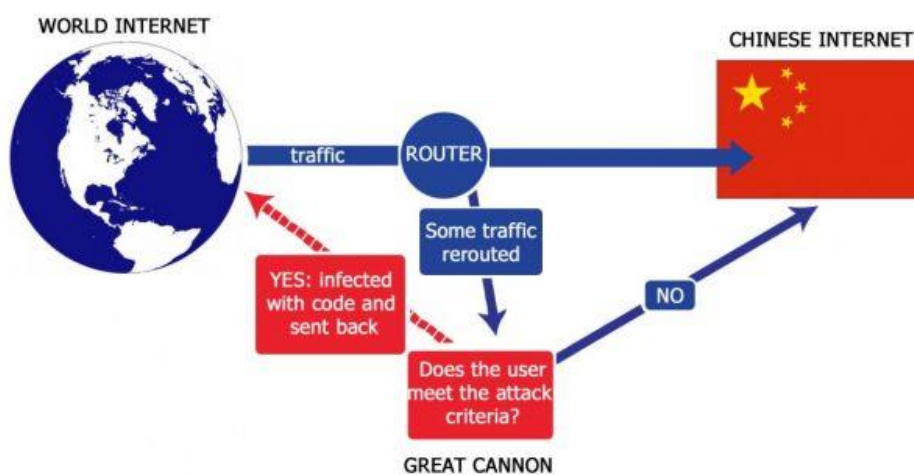 WORLD INTERNET
CHINESE INTERNET
traffic
ROUTER
Some traffic
rerouted
YES: infected
with code and
sent back
NO
Does the user
meet the attack
criteria?
GREAT CANNON